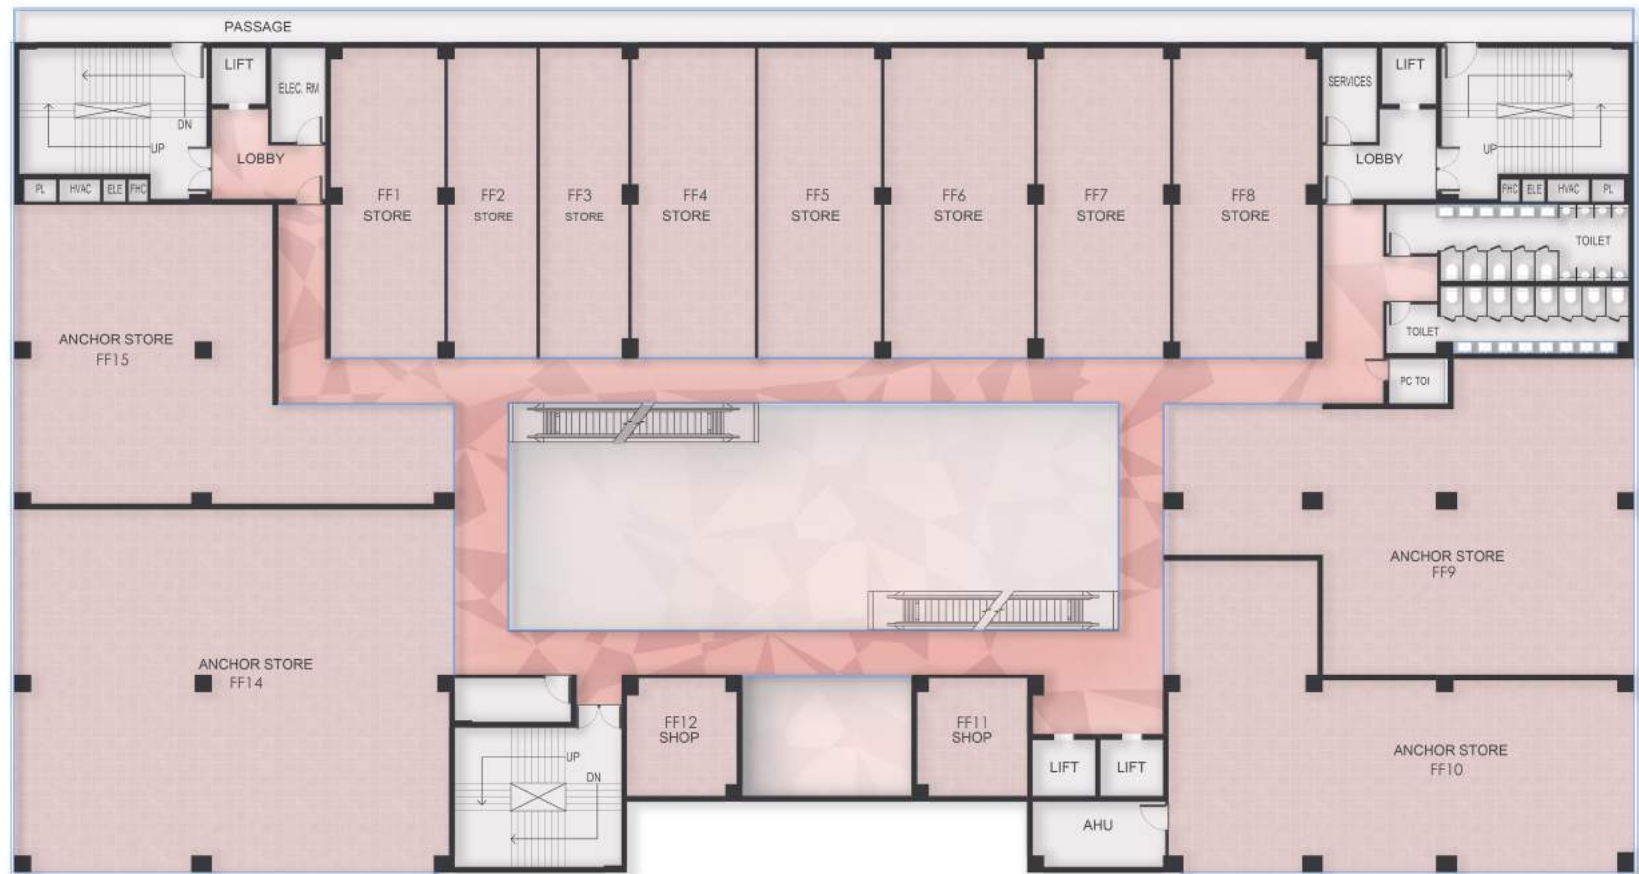 PASSAGE
LIFT
ELEC. RM
DN
UP
LOBBY
PL
HVAC
ELE
FHC
FF1
STORE
FF2
STORE
FF3
STORE
FF4
STORE
FF5
STORE
FF6
STORE
FF7
STORE
FF8
STORE
SERVICES
LIFT
LOBBY
UP
FHC
ELE
HVAC
PL
TOILET
TOILET
PC TOI
ANCHOR STORE
FF15
ANCHOR STORE
FF9
ANCHOR STORE
FF14
UP
DN
FF12
SHOP
FF11
SHOP
LIFT
LIFT
AHU
ANCHOR STORE
FF10